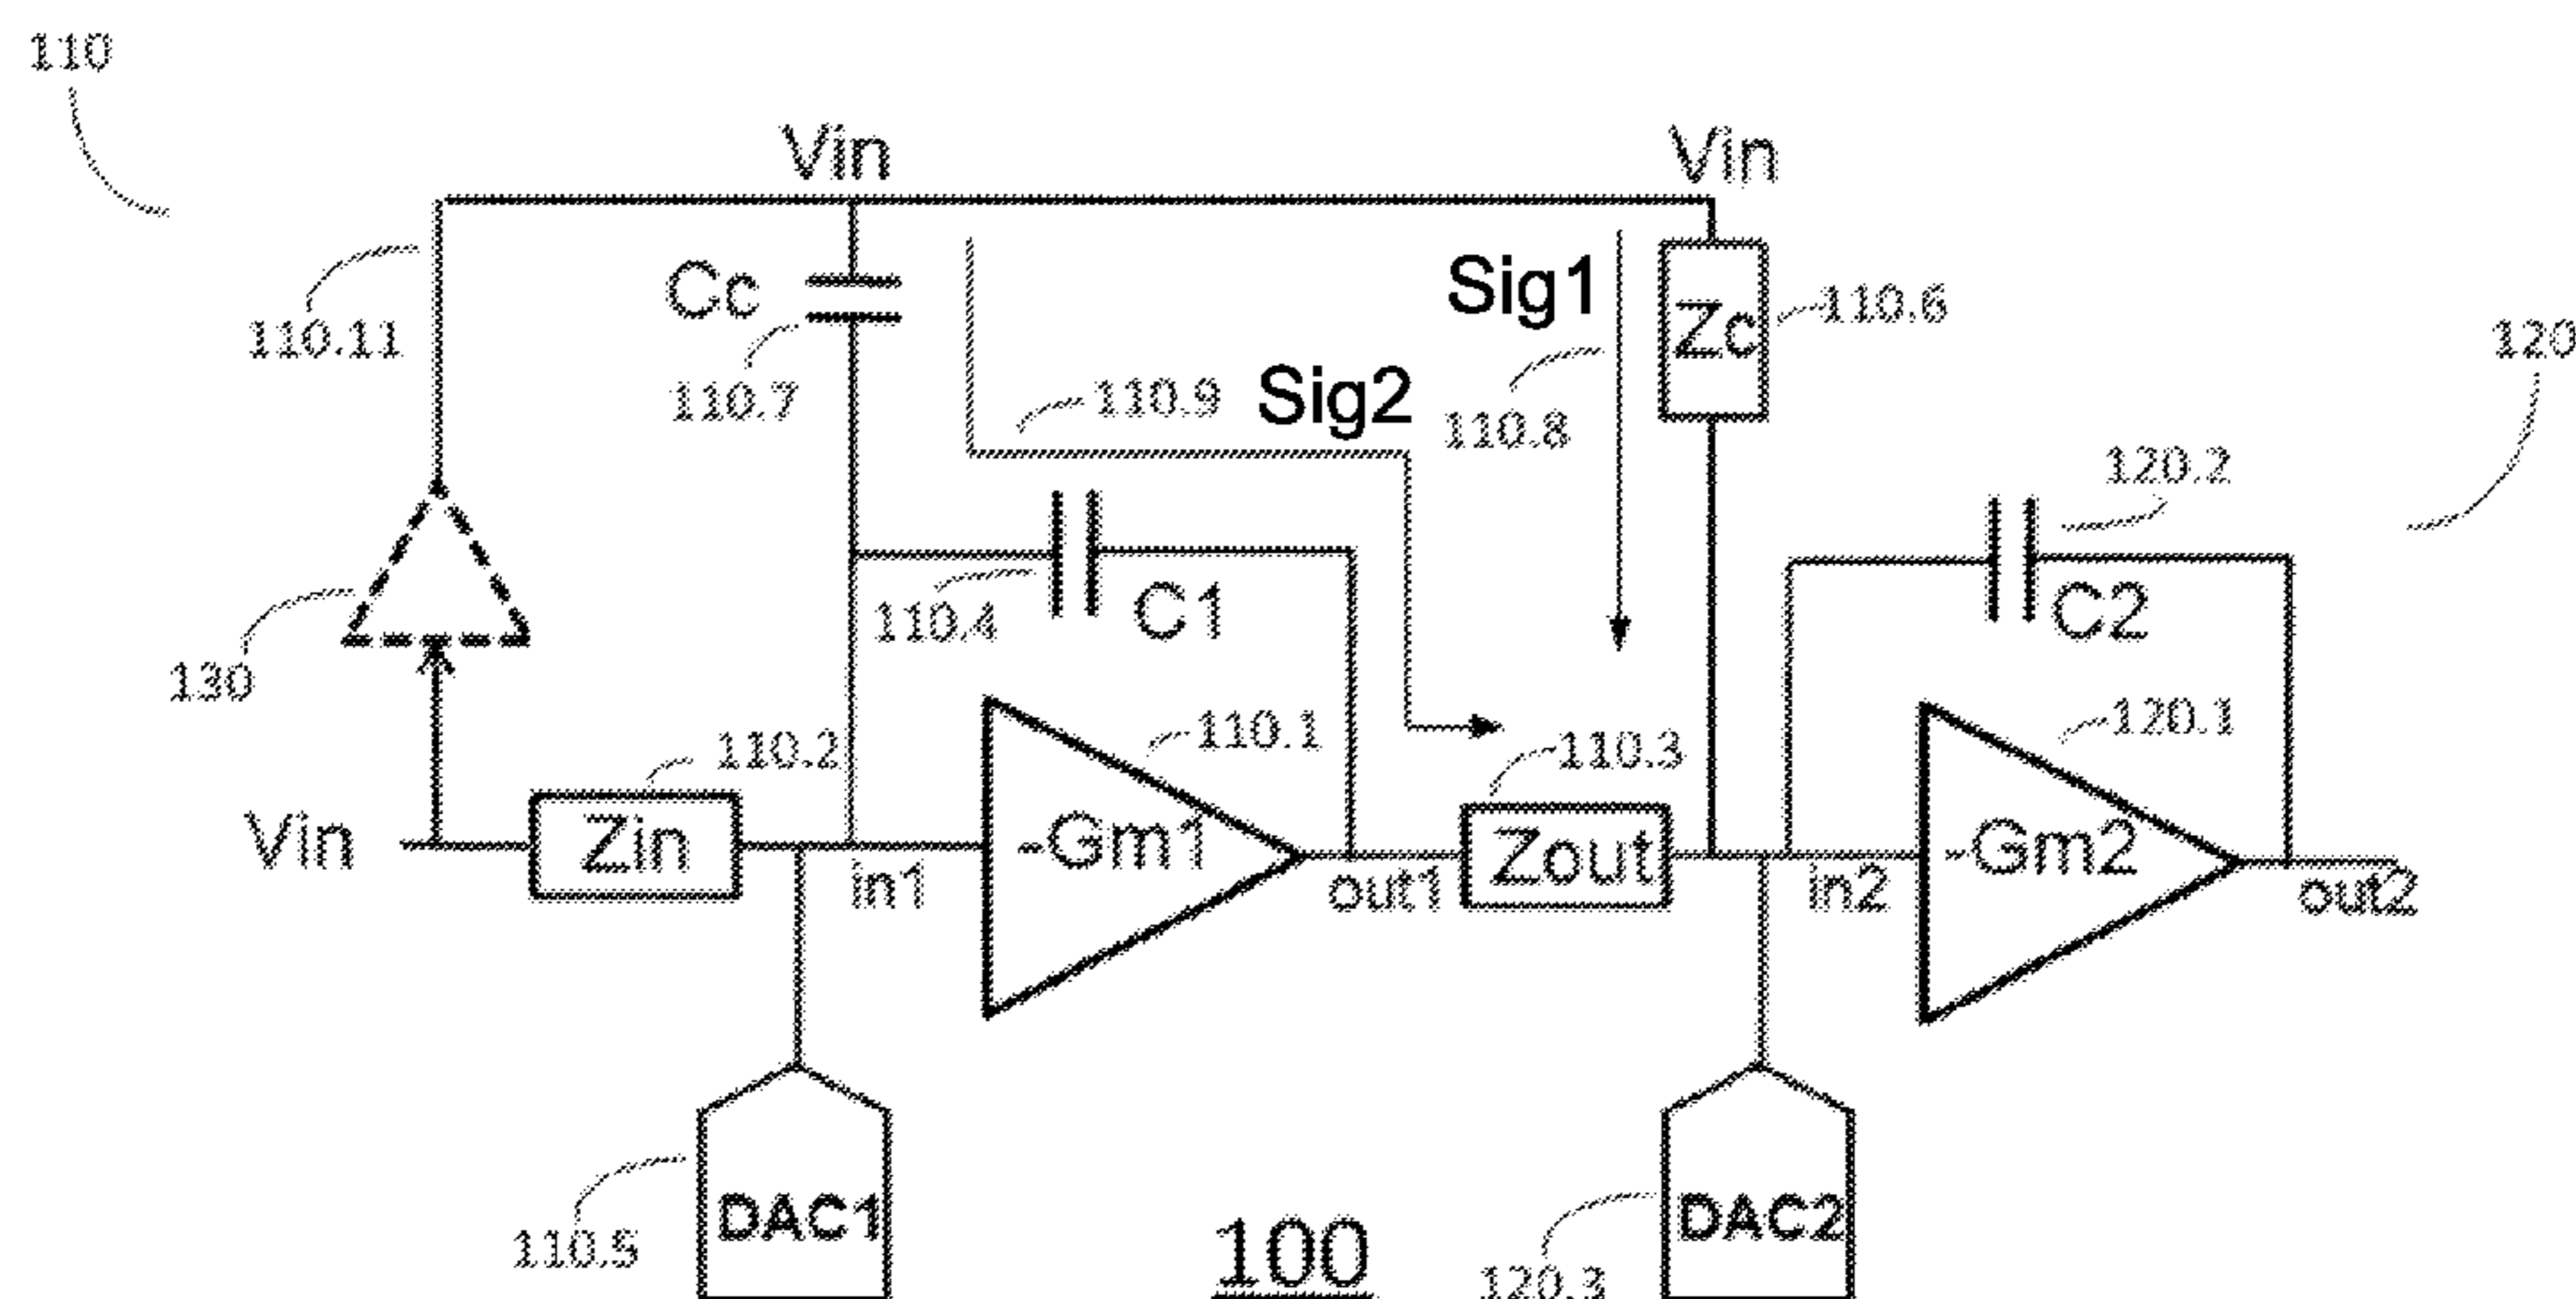 110
Vin
Vin
Cc
Sig1
Zc
110.6
110.11
120
110.7
110.9
Sig2
110.8
120.2
110.4
C1
C2
130
110.2
110.1
110.3
120.1
Vin
Zin
in1
-Gm1
out1
Zout
in2
-Gm2
out2
110.5
DAC1
100
120.3
DAC2